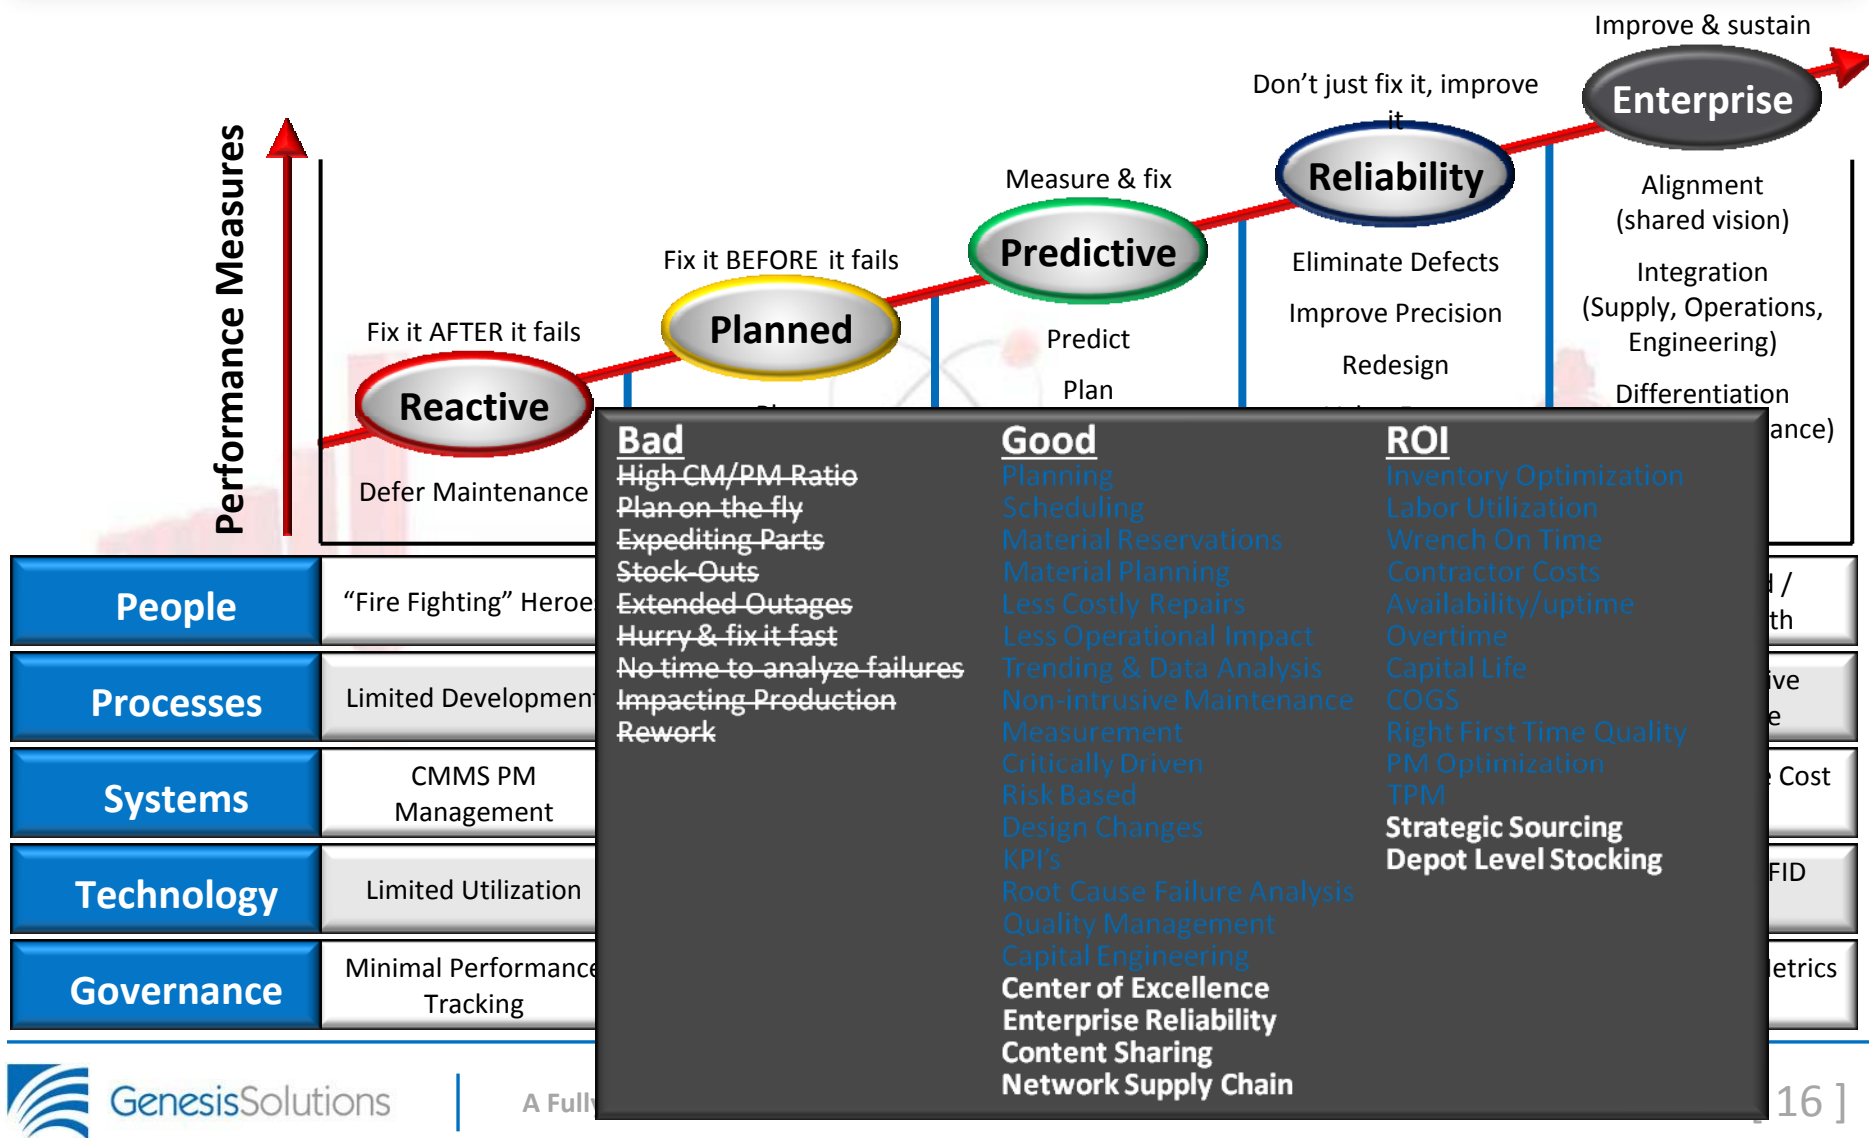 Improve & sustain
Enterprise
Don't just fix it, improve
it
Reliability
Measure & fix
Predictive
Fix it BEFORE it fails
Planned
Fix it AFTER it fails
Reactive
Performance Measures
Defer Maintenance
Predict
Plan
Eliminate Defects
Improve Precision
Redesign
Alignment
(shared vision)
Integration
(Supply, Operations,
Engineering)
Differentiation
People
"Fire Fighting" Heroe
Processes
Limited Development
Systems
CMMS PM
Management
Technology
Limited Utilization
Governance
Minimal Performance
Tracking
Bad
High CM/PM Ratio
Plan on the fly
Expediting Parts
Stock-Outs
Extended Outages
Hurry & fix it fast
No time to analyze failures
Impacting Production
Rework
Good
Planning
Scheduling
Material Reservations
Material Planning
Less Costly Repairs
Less Operational Impact
Trending & Data Analysis
Non-intrusive Maintenance
Measurement
Critically Driven
Risk Based
Design Changes
KPI's
Root Cause Failure Analysis
Quality Management
Capital Engineering
Center of Excellence
Enterprise Reliability
Content Sharing
Network Supply Chain
ROI
Inventory Optimization
Labor Utilization
Wrench On Time
Contractor Costs
Availability/uptime
Overtime
Capital Life
COGS
Right First Time Quality
PM Optimization
TPM
Strategic Sourcing
Depot Level Stocking
ance)
/
th
ive
e
Cost
FID
etrics
GenesisSolutions
A Full
16 ]